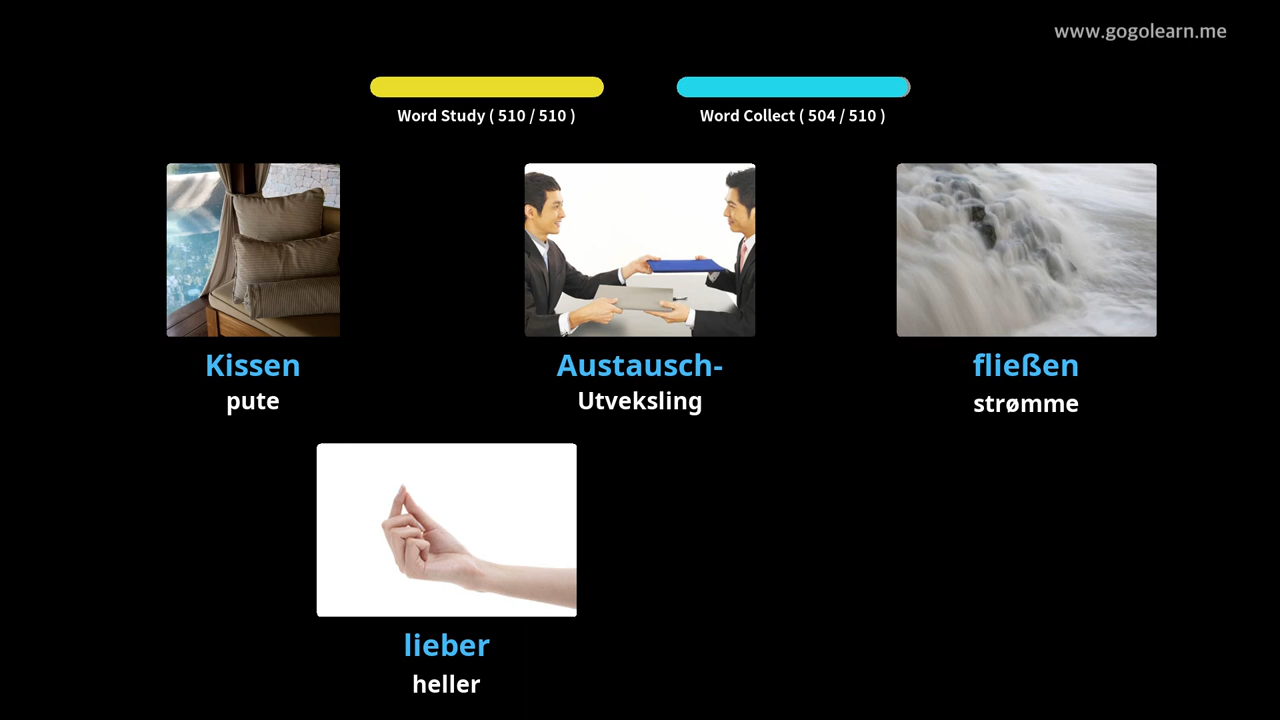 www.gogolearn.me
Word Study ( 510 / 510 )
Word Collect ( 504 / 510 )
Kissen
pute
Austausch-
Utveksling
fließen
strømme
lieber
heller